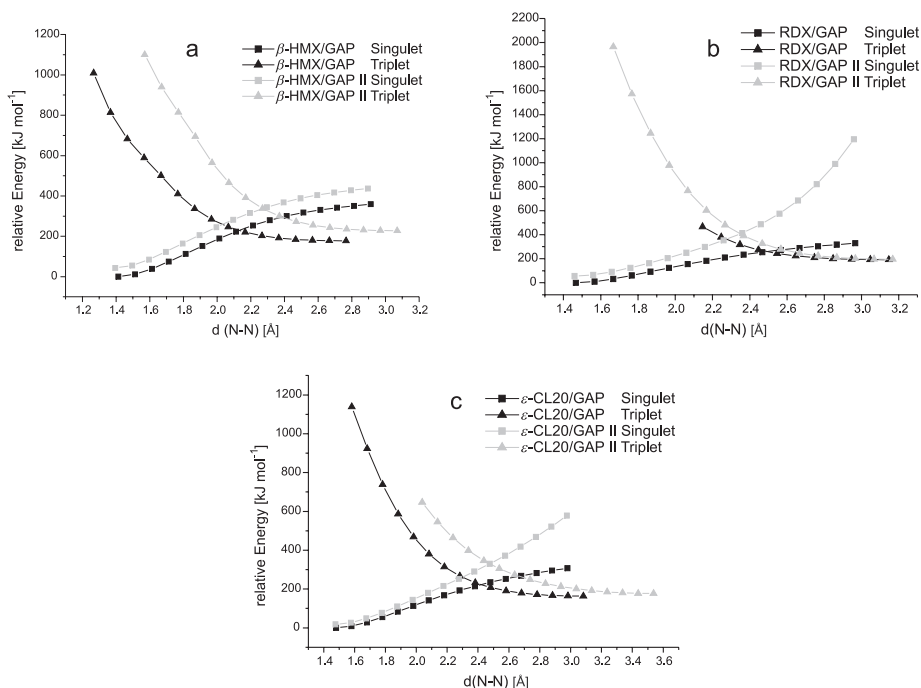 a
β-HMX/GAP Singulet
β-HMX/GAP Triplet
β-HMX/GAP II Singulet
β-HMX/GAP II Triplet
1200
1000
800
600
400
200
0
relative Energy [kJ mol⁻¹]
1.2 1.4 1.6 1.8 2.0 2.2 2.4 2.6 2.8 3.0 3.2
d (N-N) [Å]
b
RDX/GAP Singulet
RDX/GAP Triplet
RDX/GAP II Singulet
RDX/GAP II Triplet
2200
2000
1800
1600
1400
1200
1000
800
600
400
200
0
relative Energy [kJ mol⁻¹]
1.4 1.6 1.8 2.0 2.2 2.4 2.6 2.8 3.0 3.2
d(N-N) [Å]
c
ε-CL20/GAP Singulet
ε-CL20/GAP Triplet
ε-CL20/GAP II Singulet
ε-CL20/GAP II Triplet
1200
1000
800
600
400
200
0
relative Energy [kJ mol⁻¹]
1.4 1.6 1.8 2.0 2.2 2.4 2.6 2.8 3.0 3.2 3.4 3.6
d(N-N) [Å]